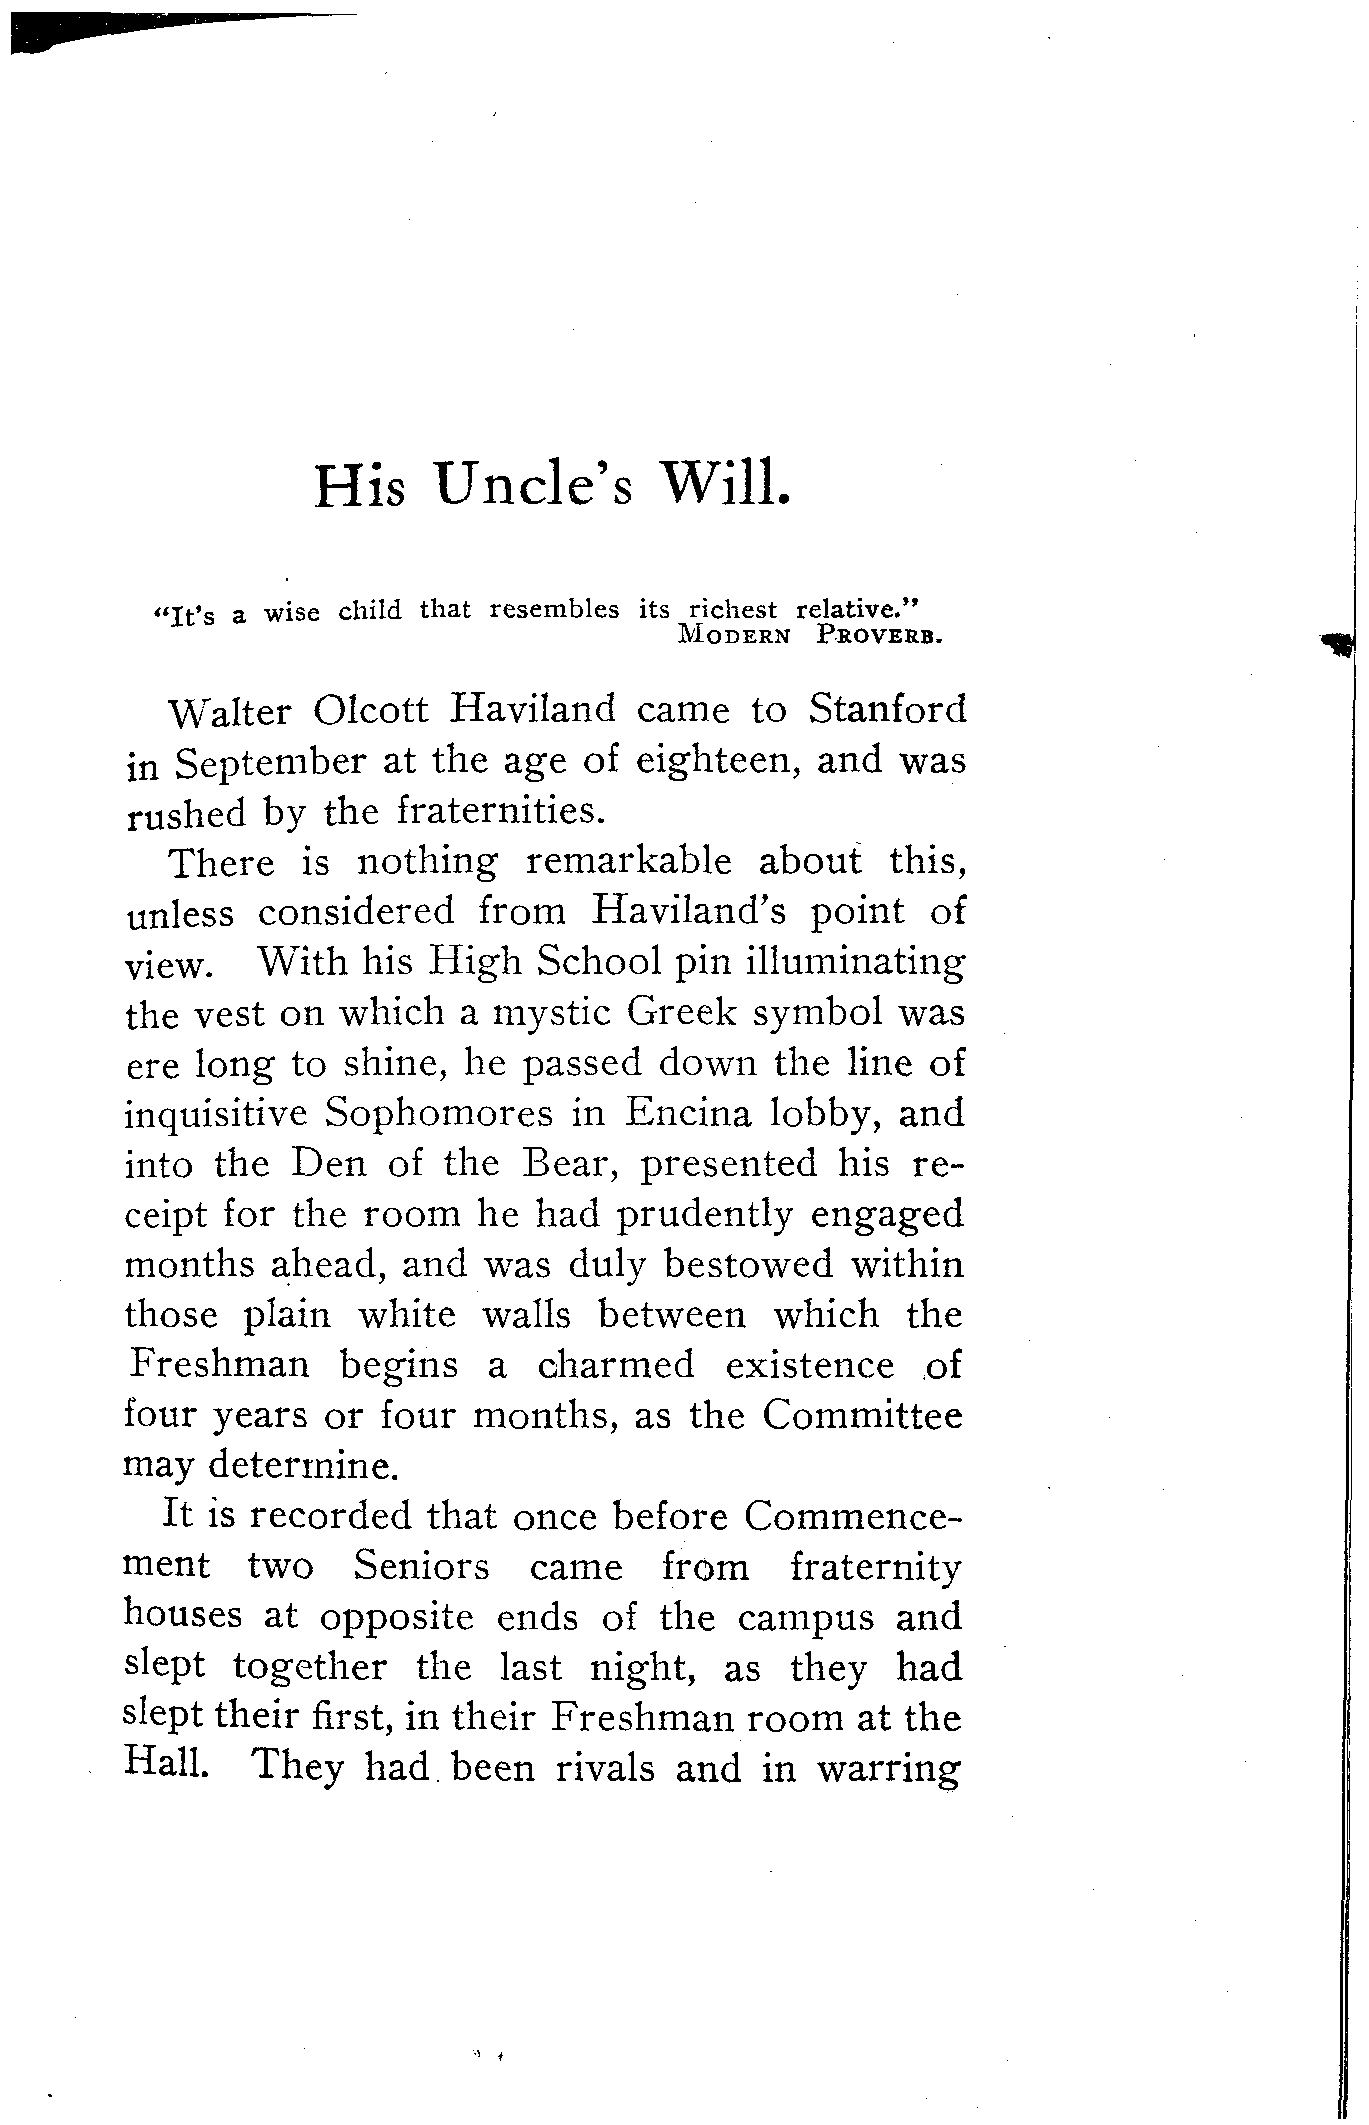 His Uncle's Will.
"It's a wise child that resembles its richest relative."
MODERN PROVERB.
Walter Olcott Haviland came to Stanford
in September at the age of eighteen, and was
rushed by the fraternities.
There is nothing remarkable about this,
unless considered from Haviland's point of
view. With his High School pin illuminating
the vest on which a mystic Greek symbol was
ere long to shine, he passed down the line of
inquisitive Sophomores in Encina lobby, and
into the Den of the Bear, presented his re-
ceipt for the room he had prudently engaged
months ahead, and was duly bestowed within
those plain white walls between which the
Freshman begins a charmed existence of
four years or four months, as the Committee
may determine.
It is recorded that once before Commence-
ment two Seniors came from fraternity
houses at opposite ends of the campus and
slept together the last night, as they had
slept their first, in their Freshman room at the
Hall. They had been rivals and in warring